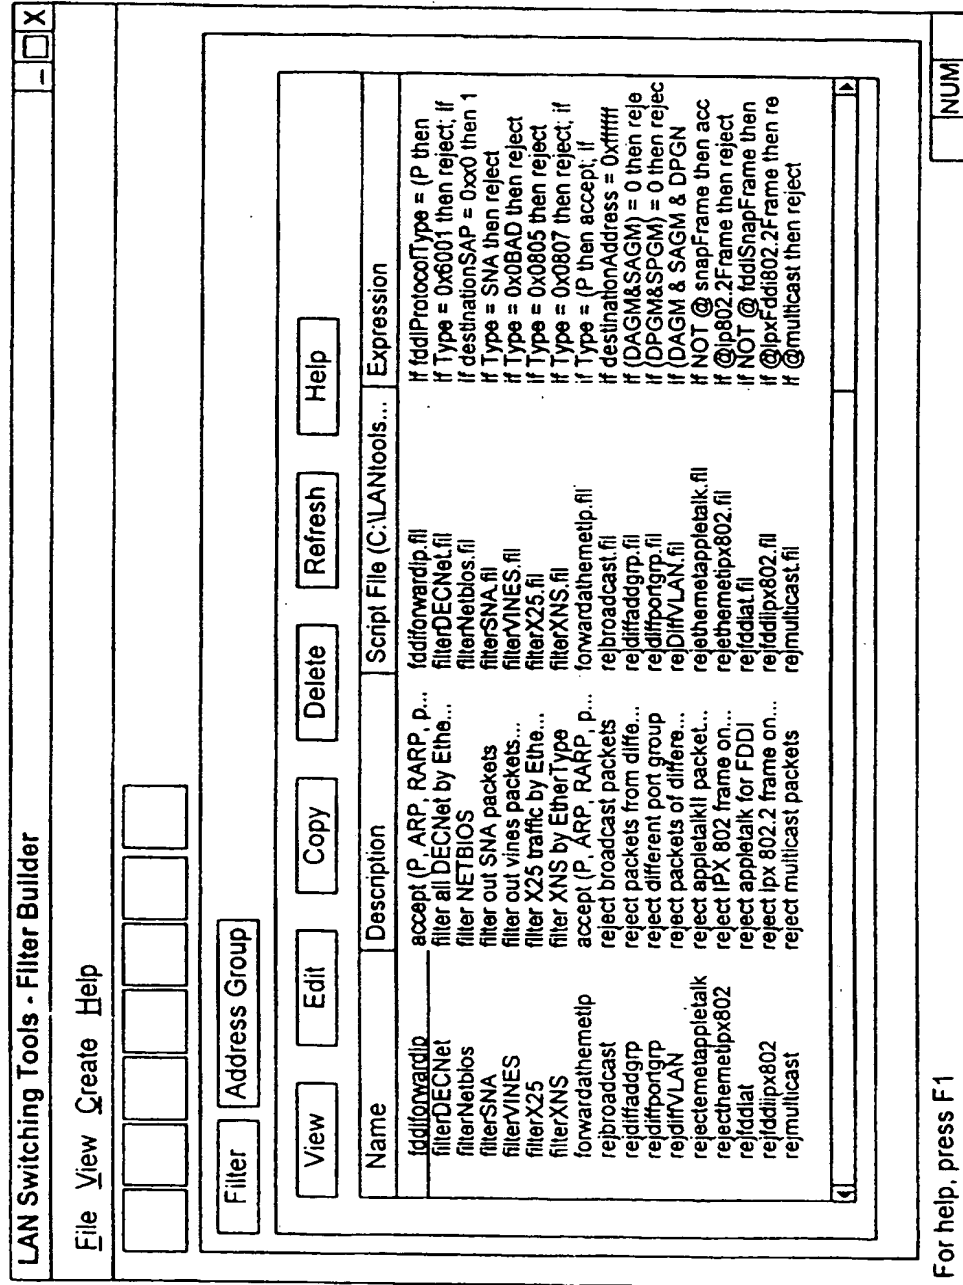 LAN Switching Tools - Filter Builder _ X
File View Create Help
Filter Address Group
View Edit Copy Delete Refresh Help
Name Description Script File (C:\LANtools... Expression
fddiforwardip accept (P, ARP, RARP, p... fddiforwardip.fil If fddiProtocolType = (P then
filterDECNet filter all DECNet by Ethe... filterDECNet.fil If Type = 0x6001 then reject; if
filterNetbios filter NETBIOS filterNetbios.fil If destinationSAP = 0xx0 then 1
filterSNA filter out SNA packets filterSNA.fil If Type = SNA then reject
filterVINES filter out vines packets... filterVINES.fil If Type = 0x0BAD then reject
filterX25 filter X25 traffic by Ethe... filterX25.fil If Type = 0x0805 then reject
filterXNS filter XNS by EtherType filterXNS.fil If Type = 0x0807 then reject; if
forwardathemetip accept (P, ARP, RARP, p... forwardathemetip.fil if Type = (P then accept; if
rejbroadcast reject broadcast packets rejbroadcast.fil If destinationAddress = 0xffffff
rejdiffaddgrp reject packets from diffe... rejdiffaddgrp.fil If (DAGM&SAGM) = 0 then reje
rejdiffportgrp reject different port group rejdiffportgrp.fil If (DPGM&SPGM) = 0 then rejec
rejdiffVLAN reject packets of differe... rejDiffVLAN.fil If (DAGM & SAGM & DPGN
rejectemetappletalk reject appletalkII packet... rejethemetappletalk.fil If NOT @ snapFrame then acc
rejecthemetipx802 reject IPX 802 frame on... rejethemetipx802.fil If @ip802.2Frame then reject
rejfddiat reject appletalk for FDDI rejfddiat.fil If NOT @ fddiSnapFrame then
rejfddiipx802 reject ipx 802.2 frame on... rejfddiipx802.fil If @ipxFddi802.2Frame then re
rejmulticast reject multicast packets rejmulticast.fil If @multicast then reject
For help, press F1 NUM